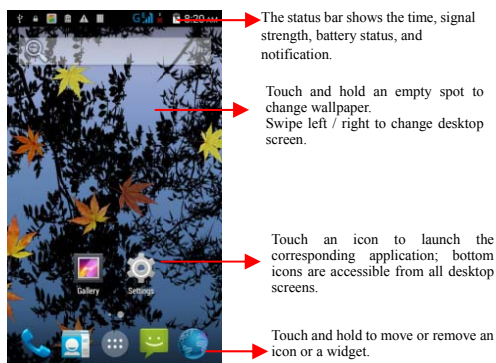 G 8:20 AM
The status bar shows the time, signal
strength, battery status, and
notification.
Touch and hold an empty spot to
change wallpaper.
Swipe left / right to change desktop
screen.
Gallery Settings
Touch an icon to launch the
corresponding application; bottom
icons are accessible from all desktop
screens.
Touch and hold to move or remove an
icon or a widget.